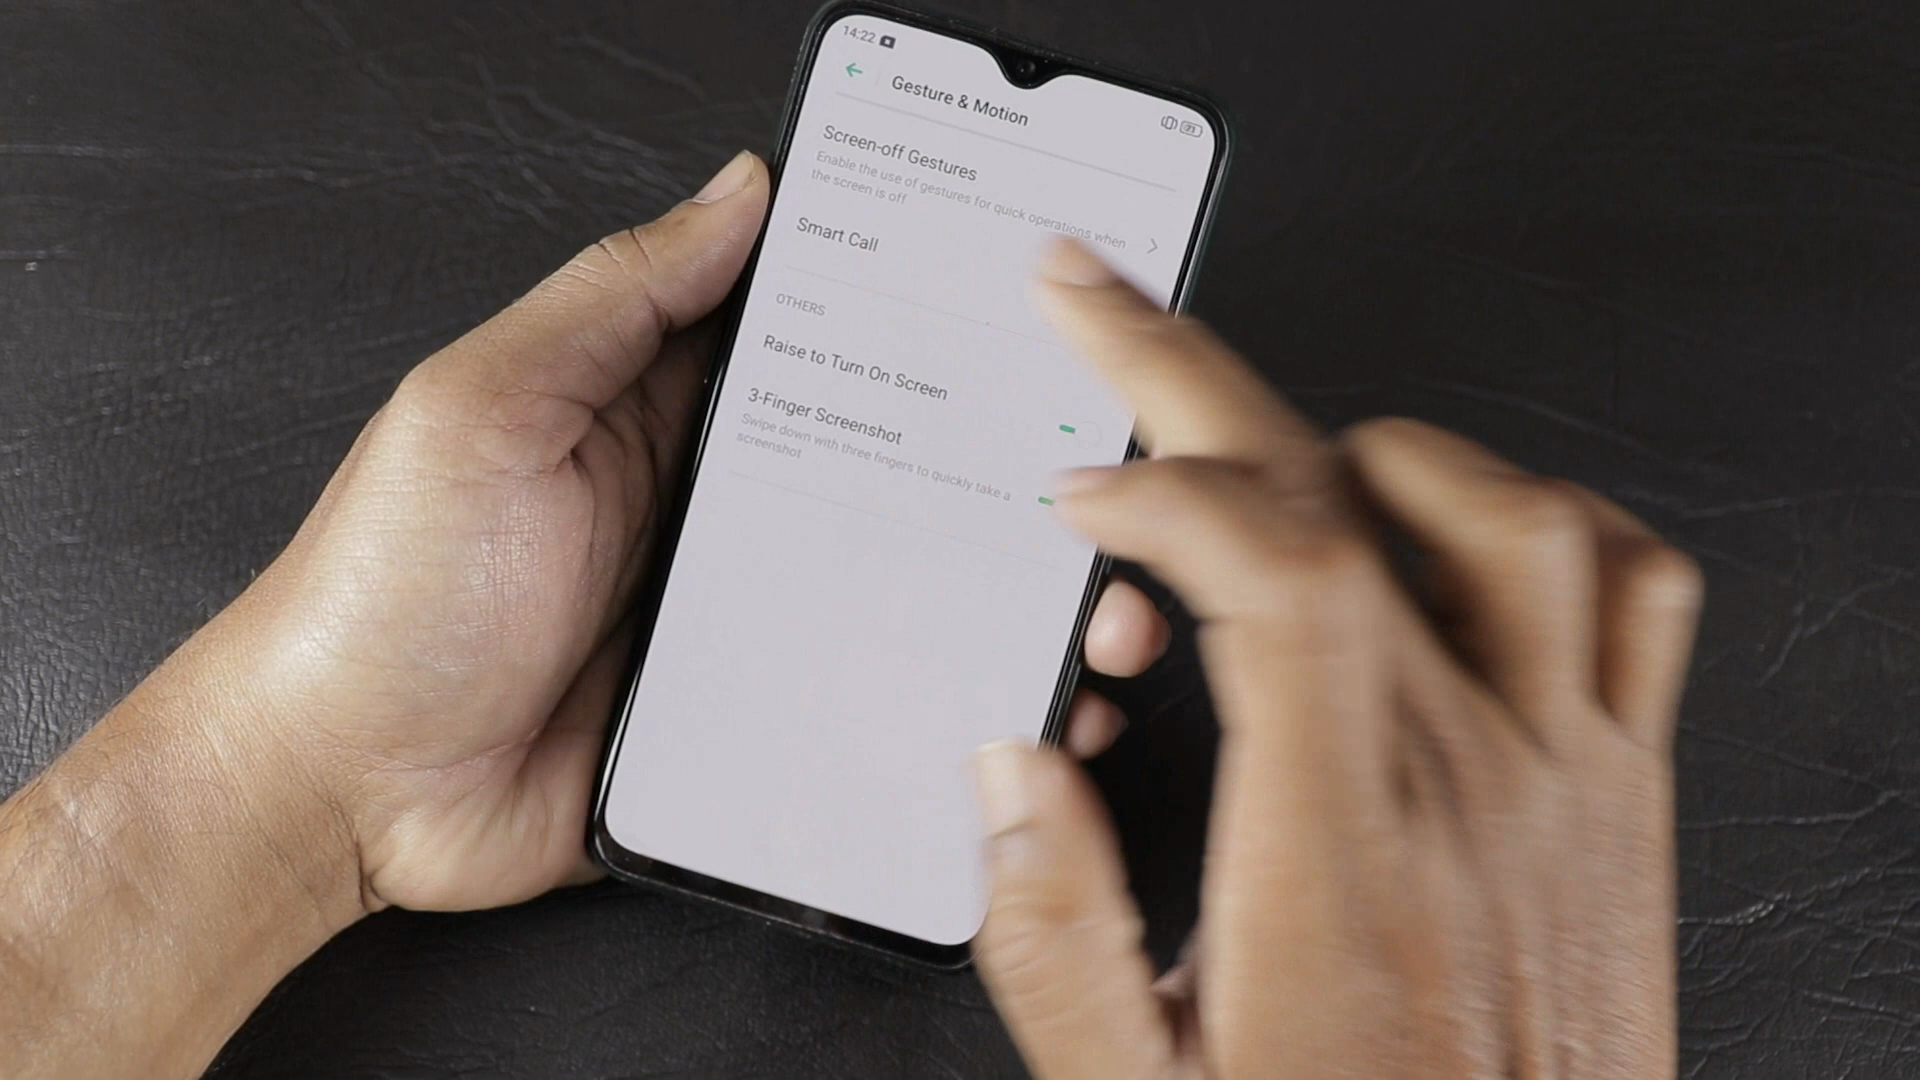 14:22
Gesture & Motion
Screen-off Gestures
Enable the use of gestures for quick operations when
the screen is off
Smart Call
OTHERS
Raise to Turn On Screen
3-Finger Screenshot
Swipe down with three fingers to quickly take a
screenshot